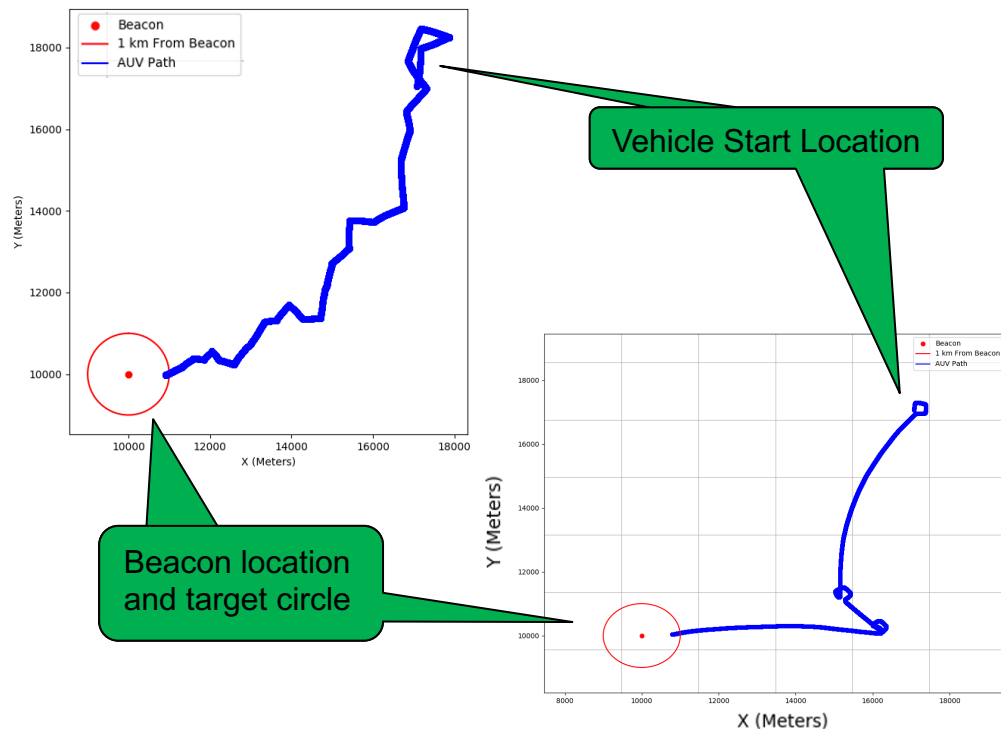 Beacon
1 km From Beacon
AUV Path
18000
16000
14000
12000
10000
Y (Meters)
10000 12000 14000 16000 18000
X (Meters)
Vehicle Start Location
Beacon location
and target circle
Beacon
1 km From Beacon
AUV Path
18000
16000
14000
12000
10000
Y (Meters)
8000 10000 12000 14000 16000 18000
X (Meters)